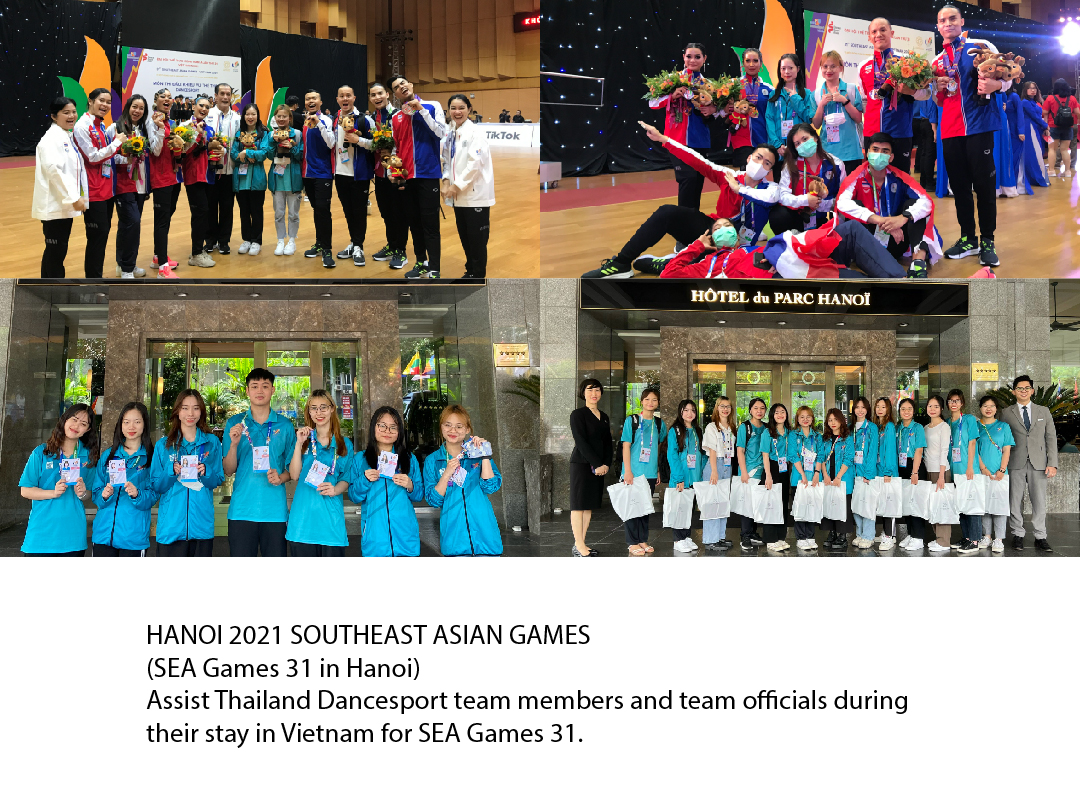 DANCESPORT
TikTok
HÔTEL du PARC HANOÏ
HANOI 2021 SOUTHEAST ASIAN GAMES
(SEA Games 31 in Hanoi)
Assist Thailand Dancesport team members and team officials during
their stay in Vietnam for SEA Games 31.